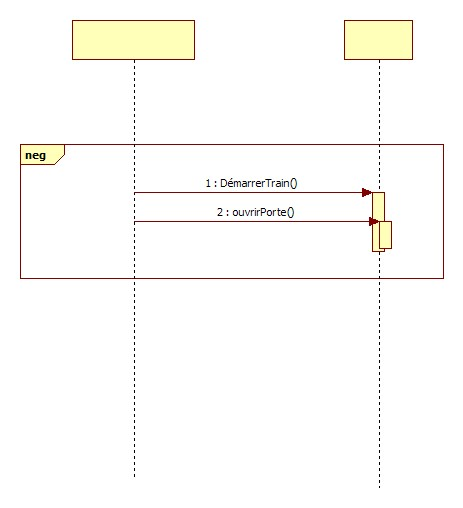 neg
1 : DémarrerTrain()
2 : ouvrirPorte()